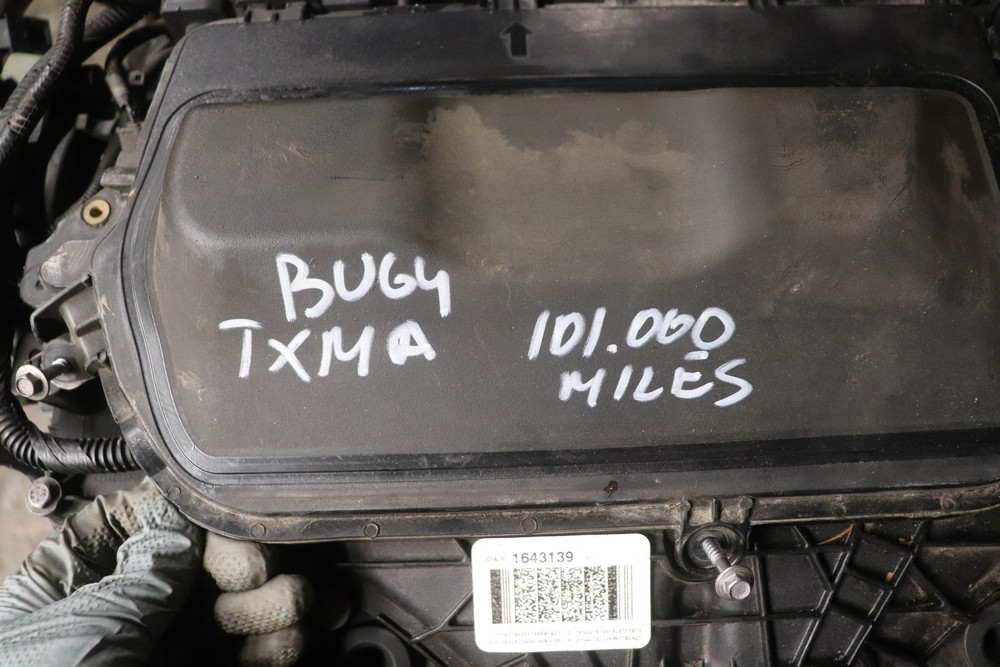 BUG4
TXMA
101.000
MILES
1643139